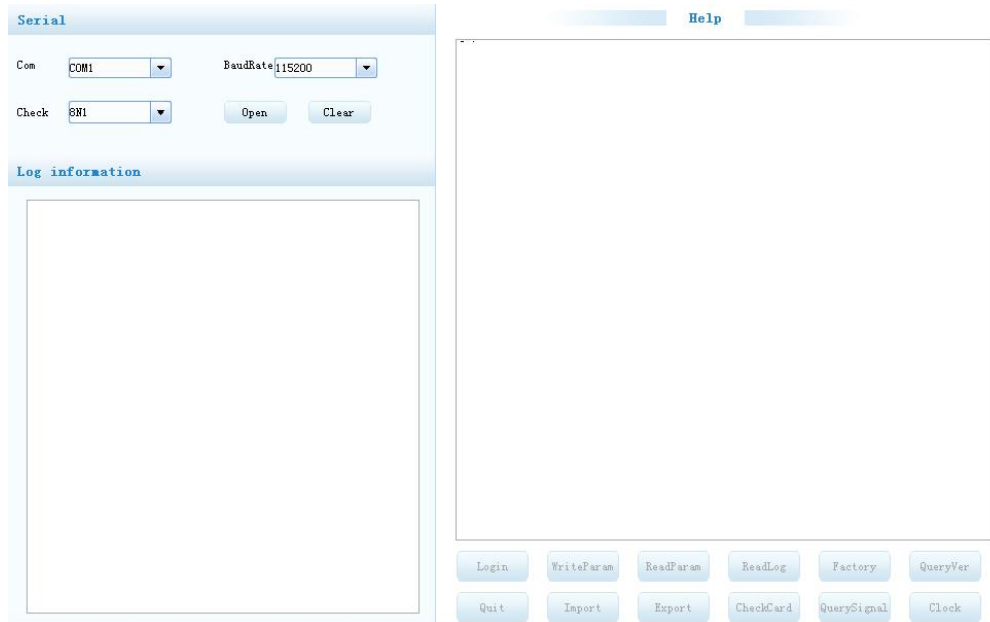 Serial
Com COM1 BaudRate 115200
Check 8N1 Open Clear
Log information
Help
Login WriteParam ReadParam ReadLog Factory QueryVer
Quit Import Export CheckCard QuerySignal Clock